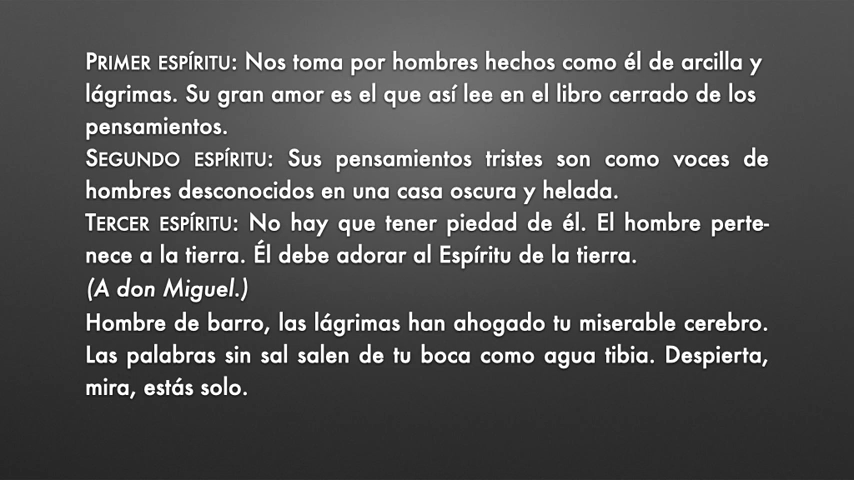 PRIMER ESPÍRITU: Nos toma por hombres hechos como él de arcilla y
lágrimas. Su gran amor es el que así lee en el libro cerrado de los
pensamientos.
SEGUNDO ESPÍRITU: Sus pensamientos tristes son como voces de
hombres desconocidos en una casa oscura y helada.
TERCER ESPÍRITU: No hay que tener piedad de él. El hombre perte-
nece a la tierra. Él debe adorar al Espíritu de la tierra.
(A don Miguel.)
Hombre de barro, las lágrimas han ahogado tu miserable cerebro.
Las palabras sin sal salen de tu boca como agua tibia. Despierta,
mira, estás solo.